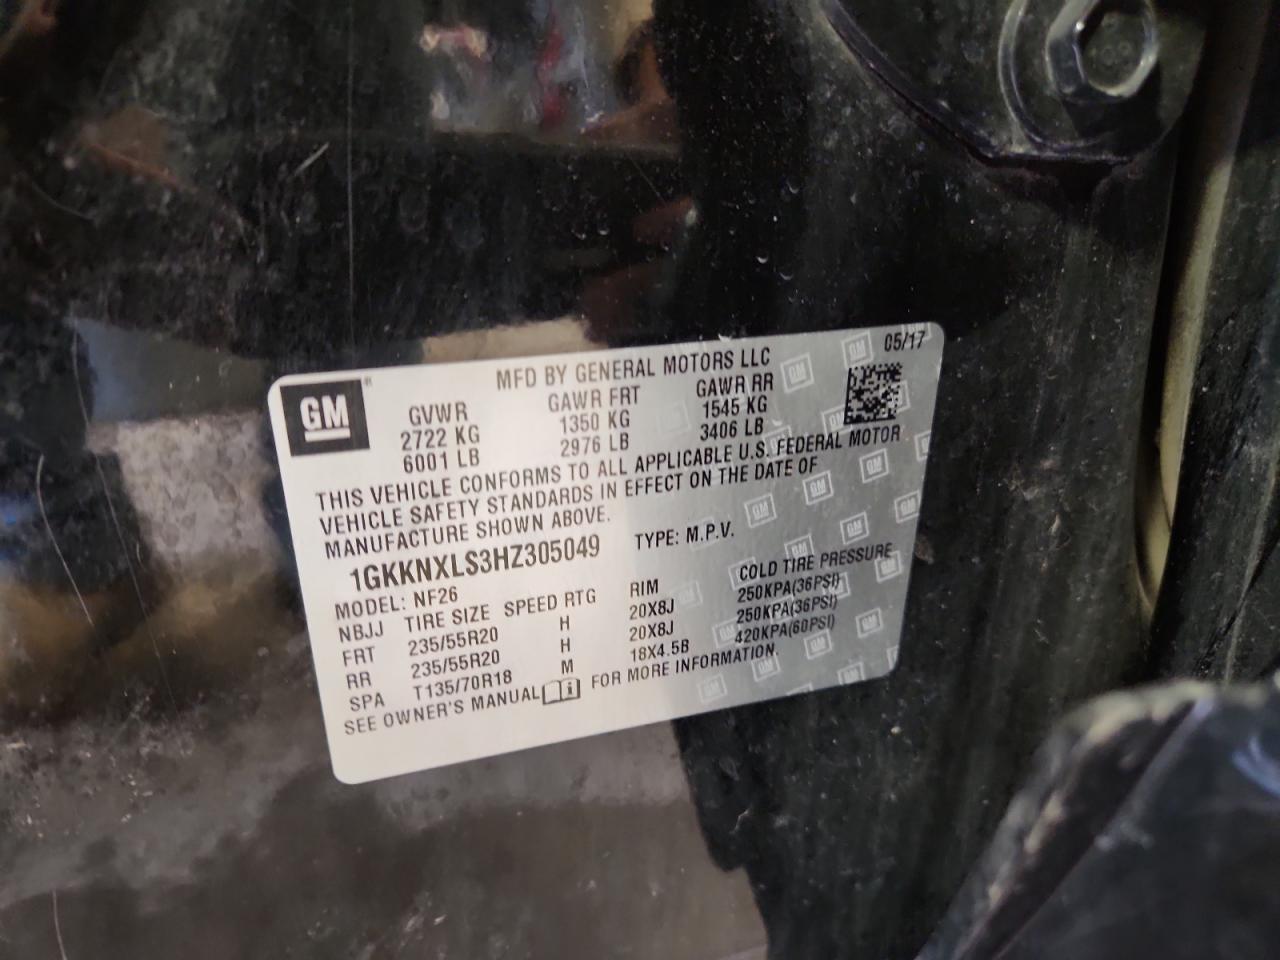 MFD BY GENERAL MOTORS LLC 05/17
GM GVWR GAWR FRT GAWR RR
2722 KG 1350 KG 1545 KG
6001 LB 2976 LB 3406 LB
THIS VEHICLE CONFORMS TO ALL APPLICABLE U.S. FEDERAL MOTOR
VEHICLE SAFETY STANDARDS IN EFFECT ON THE DATE OF
MANUFACTURE SHOWN ABOVE.
1GKKNXLS3HZ305049 TYPE: M.P.V.
MODEL: NF26
NBJJ TIRE SIZE SPEED RTG RIM COLD TIRE PRESSURE
FRT 235/55R20 H 20X8J 250KPA(36PSI)
RR 235/55R20 H 20X8J 250KPA(36PSI)
SPA T135/70R18 M 18X4.5B 420KPA(60PSI)
SEE OWNER'S MANUAL FOR MORE INFORMATION.